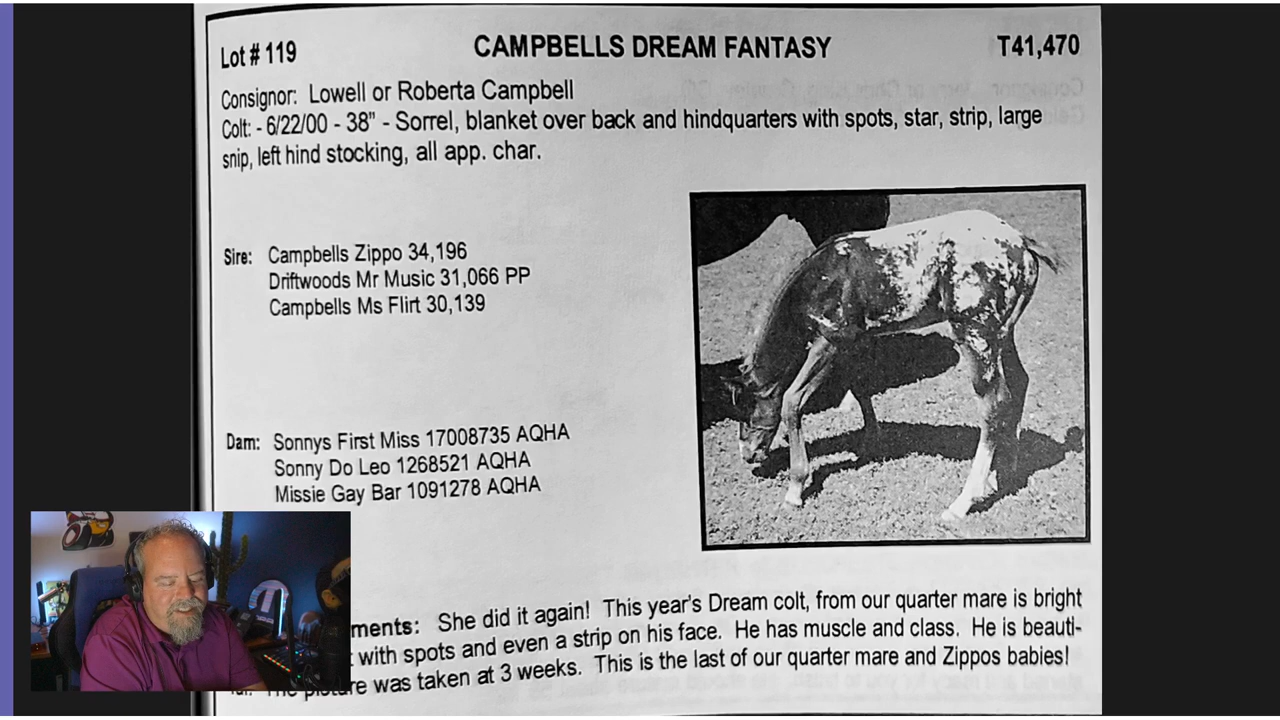 Lot # 119
CAMPBELLS DREAM FANTASY
T41,470
Consignor: Lowell or Roberta Campbell
Colt: - 6/22/00 - 38" - Sorrel, blanket over back and hindquarters with spots, star, strip, large
snip, left hind stocking, all app. char.
Sire: Campbells Zippo 34,196
Driftwoods Mr Music 31,066 PP
Campbells Ms Flirt 30,139
Dam: Sonnys First Miss 17008735 AQHA
Sonny Do Leo 1268521 AQHA
Missie Gay Bar 1091278 AQHA
ments: She did it again! This year's Dream colt, from our quarter mare is bright
with spots and even a strip on his face. He has muscle and class. He is beauti-
The picture was taken at 3 weeks. This is the last of our quarter mare and Zippos babies!